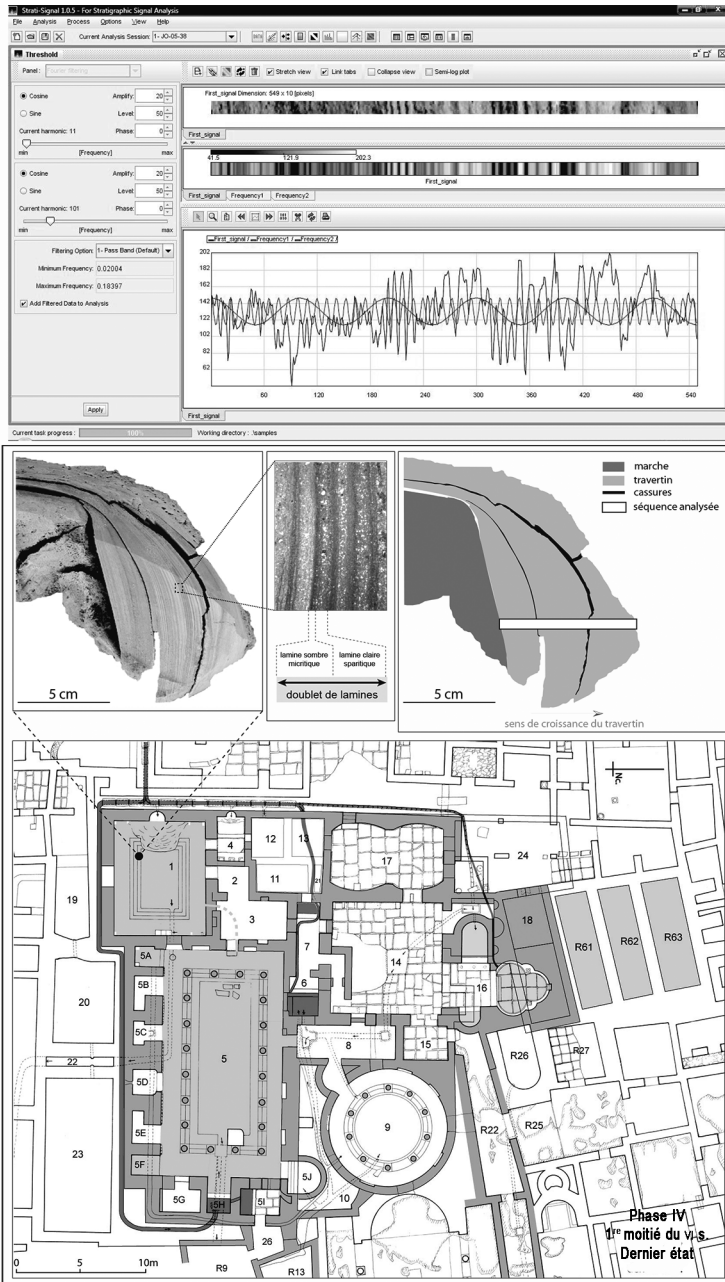 Strati-Signal 1.0.5 - For Stratigraphic Signal Analysis
File Analysis Process Options View Help
Current Analysis Session: 1- JO-05-38
Threshold
Panel: Fourier filtering
Stretch view Link tabs Collapse view Semi-log plot
Cosine Amplify: 20
Sine Level: 50
Current harmonic: 11 Phase: 0
min [Frequency] max
Cosine Amplify: 20
Sine Level: 50
Current harmonic: 101 Phase: 0
min [Frequency] max
Filtering Option: 1- Pass Band (Default)
Minimum Frequency: 0.02004
Maximum Frequency: 0.18397
Add Filtered Data to Analysis
Apply
First_signal Dimension: 549 x 10 [pixels]
First_signal
41.5 121.9 202.3
First_signal
First_signal Frequency1 Frequency2
First_signal / Frequency1 / Frequency2 /
202
182
162
142
122
102
82
62
60 120 180 240 300 360 420 480 540
First_signal
Current task progress: 100% Working directory : .\samples
5 cm
lamine sombre micritique
lamine claire sparitique
doublet de lamines
marche
travertin
cassures
séquence analysée
5 cm
sens de croissance du travertin
Nc
1
2
3
4
12
13
11
21
17
24
19
18
R61
R62
R63
14
7
6
16
5A
5B
5C
5D
5E
5F
5
20
22
23
8
15
R26
R27
9
R22
R25
5G
5H
5I
5J
10
26
R9
R13
0 5 10m
Phase IV
1re moitié du V s.
Dernier état